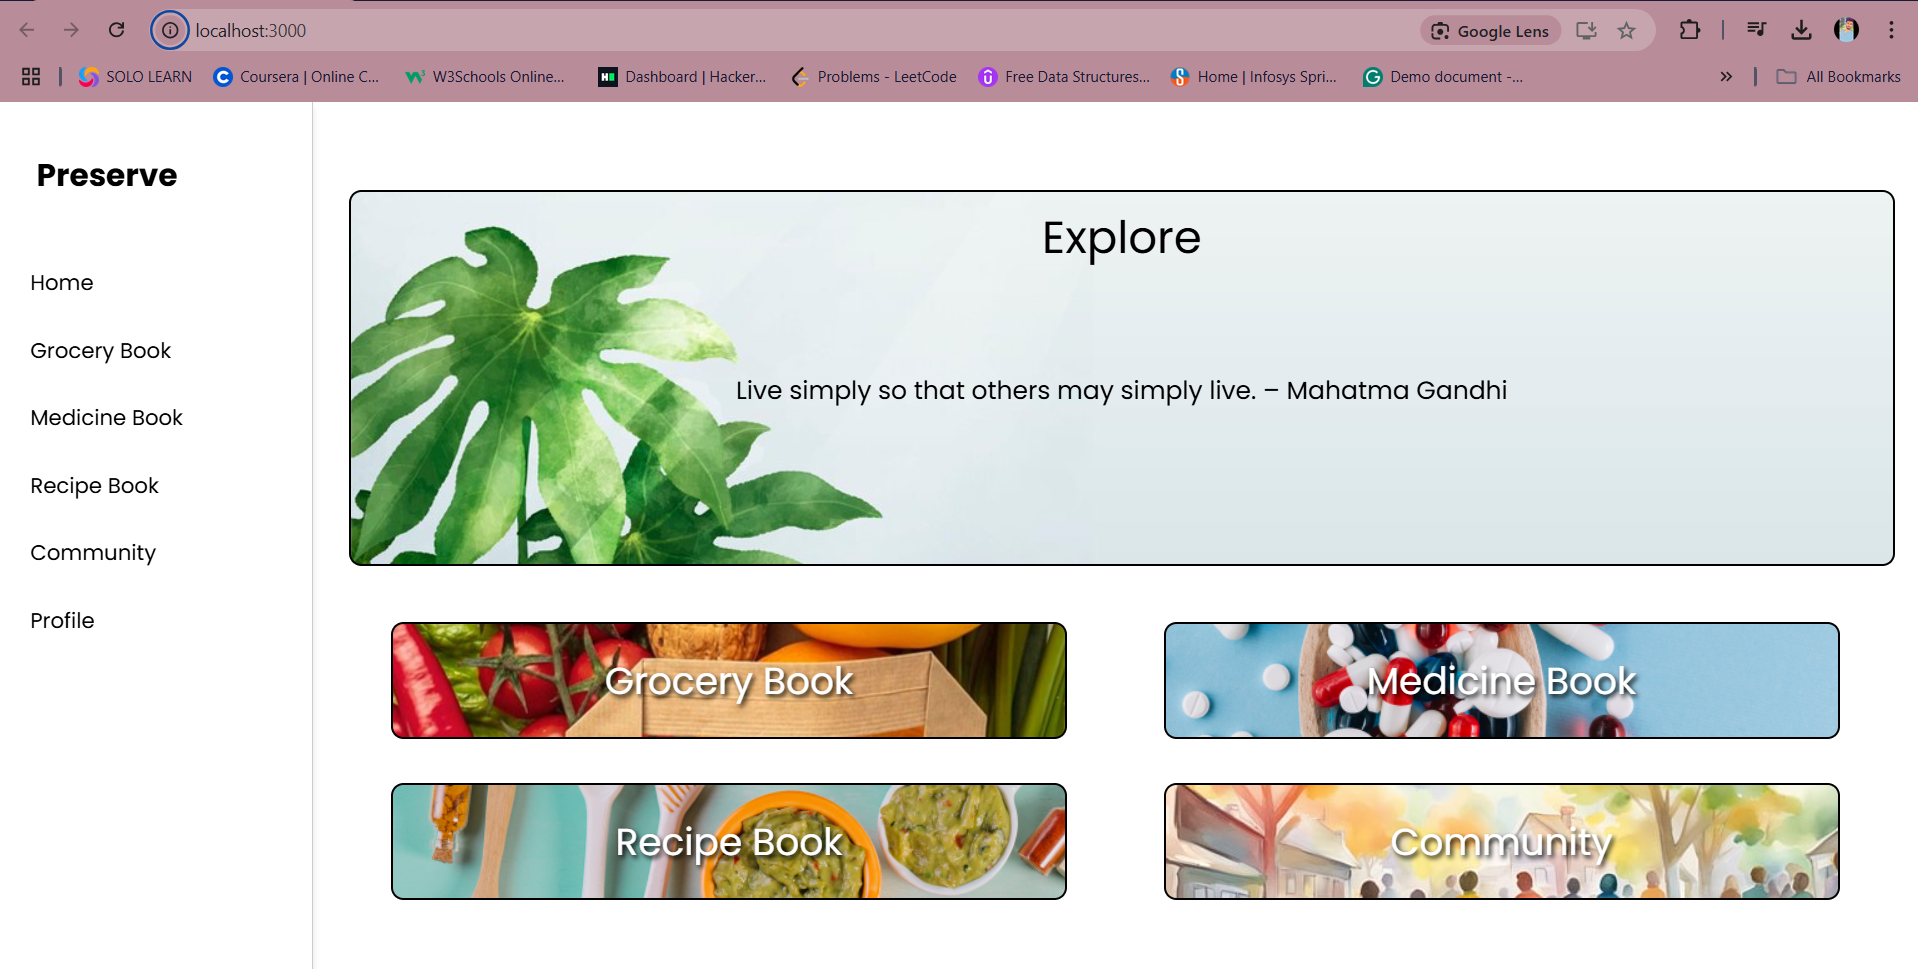 localhost:3000
Google Lens
SOLO LEARN
Coursera | Online C...
W3Schools Online...
Dashboard | Hacker...
Problems - LeetCode
Free Data Structures...
Home | Infosys Spri...
Demo document -...
All Bookmarks
Preserve
Home
Grocery Book
Medicine Book
Recipe Book
Community
Profile
Explore
Live simply so that others may simply live. – Mahatma Gandhi
Grocery Book
Medicine Book
Recipe Book
Community